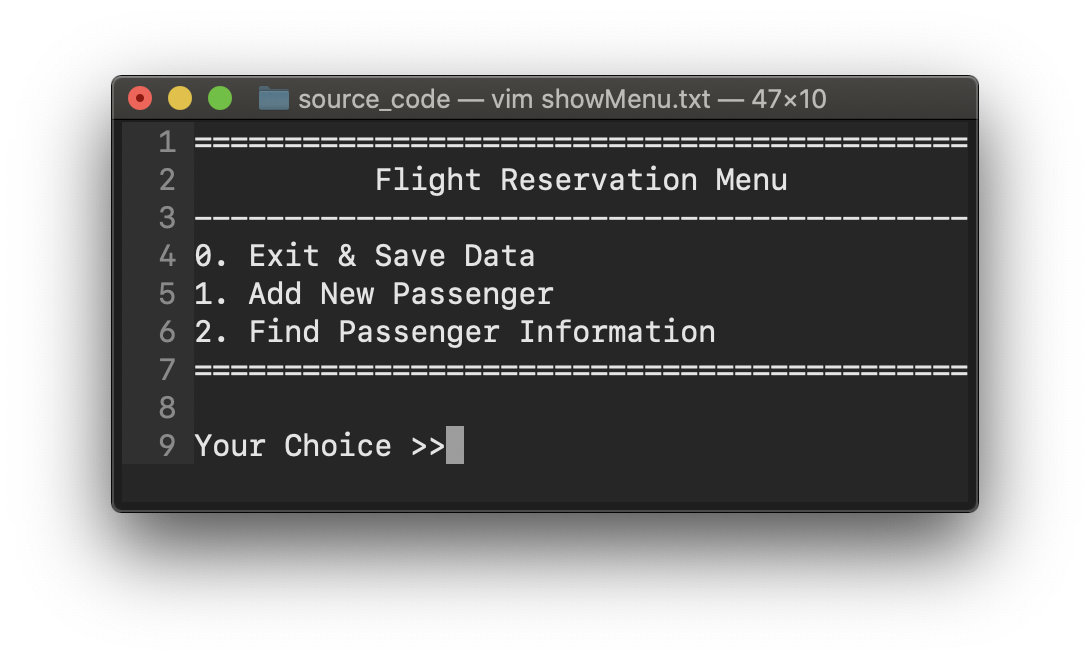 source_code — vim showMenu.txt — 47×10
1 ===========================================
2           Flight Reservation Menu
3 -------------------------------------------
4 0. Exit & Save Data
5 1. Add New Passenger
6 2. Find Passenger Information
7 ===========================================
8
9 Your Choice >>